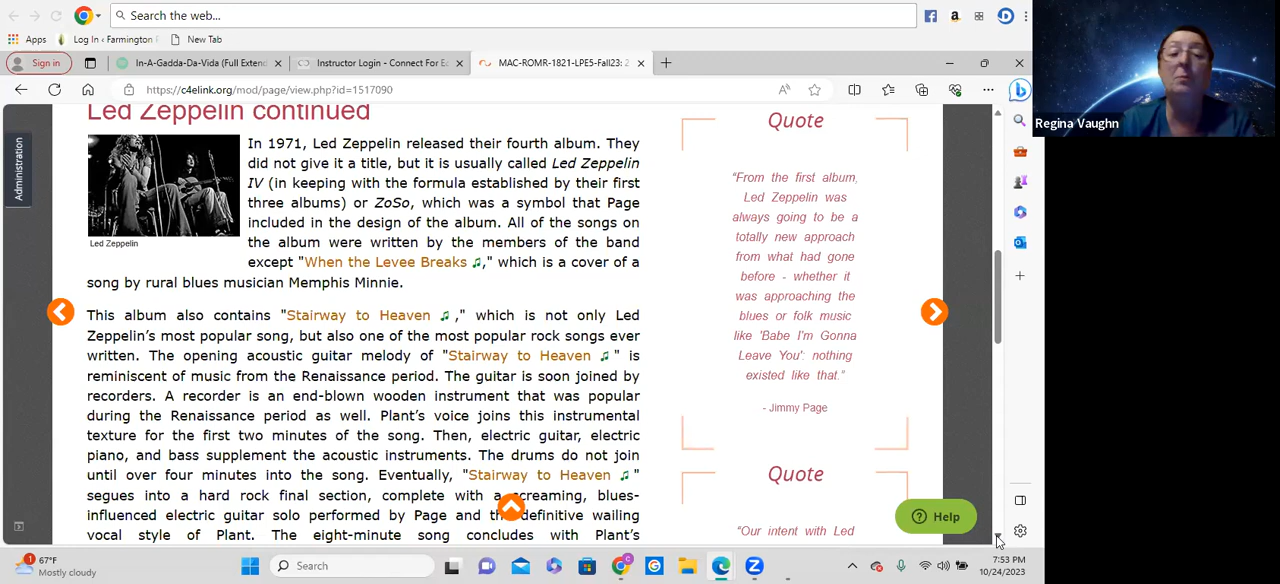 Search the web...
Apps
Log In ‹ Farmington
New Tab
Sign in
In-A-Gadda-Da-Vida (Full Extend
Instructor Login - Connect For Ed
MAC-ROMR-1821-LPE5-Fall23: 2
https://c4elink.org/mod/page/view.php?id=1517090
Regina Vaughn
Administration
Led Zeppelin continued
In 1971, Led Zeppelin released their fourth album. They
did not give it a title, but it is usually called Led Zeppelin
IV (in keeping with the formula established by their first
three albums) or ZoSo, which was a symbol that Page
included in the design of the album. All of the songs on
the album were written by the members of the band
except "When the Levee Breaks ♫," which is a cover of a
song by rural blues musician Memphis Minnie.
Led Zeppelin
This album also contains "Stairway to Heaven ♫," which is not only Led
Zeppelin's most popular song, but also one of the most popular rock songs ever
written. The opening acoustic guitar melody of "Stairway to Heaven ♫" is
reminiscent of music from the Renaissance period. The guitar is soon joined by
recorders. A recorder is an end-blown wooden instrument that was popular
during the Renaissance period as well. Plant's voice joins this instrumental
texture for the first two minutes of the song. Then, electric guitar, electric
piano, and bass supplement the acoustic instruments. The drums do not join
until over four minutes into the song. Eventually, "Stairway to Heaven ♫"
segues into a hard rock final section, complete with a screaming, blues-
influenced electric guitar solo performed by Page and definitive wailing
vocal style of Plant. The eight-minute song concludes with Plant's
Quote
"From the first album,
Led Zeppelin was
always going to be a
totally new approach
from what had gone
before - whether it
was approaching the
blues or folk music
like 'Babe I'm Gonna
Leave You': nothing
existed like that."
- Jimmy Page
Quote
"Our intent with Led
Help
67°F
Mostly cloudy
Search
7:53 PM
10/24/2023